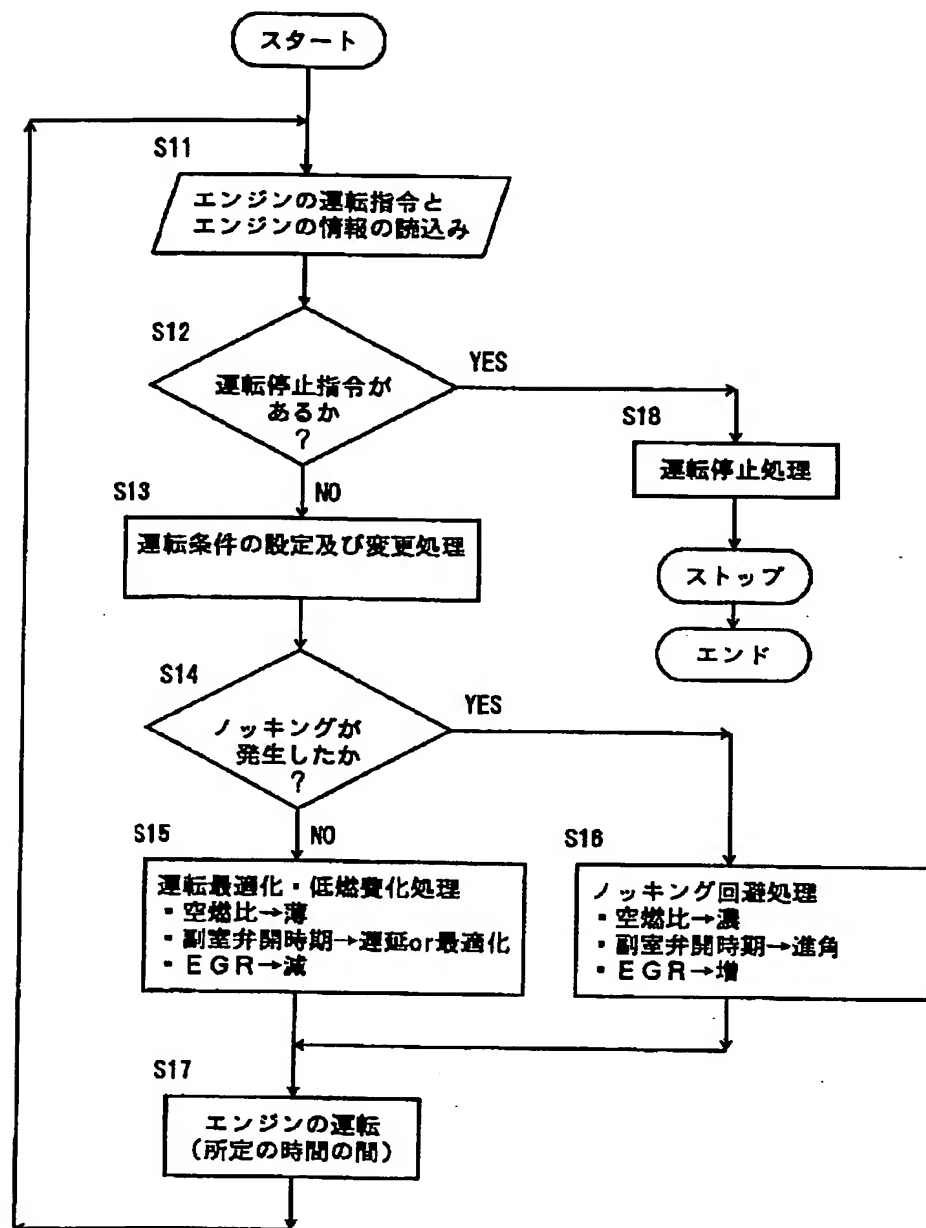 スタート
S11
エンジンの運転指令と
エンジンの情報の読込み
S12
運転停止指令が
あるか
?
YES
S18
運転停止処理
ストップ
エンド
NO
S13
運転条件の設定及び変更処理
S14
ノッキングが
発生したか
?
YES
NO
S15
運転最適化・低燃費化処理
・空燃比→薄
・副室弁開時期→遅延or最適化
・EGR→減
S16
ノッキング回避処理
・空燃比→濃
・副室弁開時期→進角
・EGR→増
S17
エンジンの運転
(所定の時間の間)